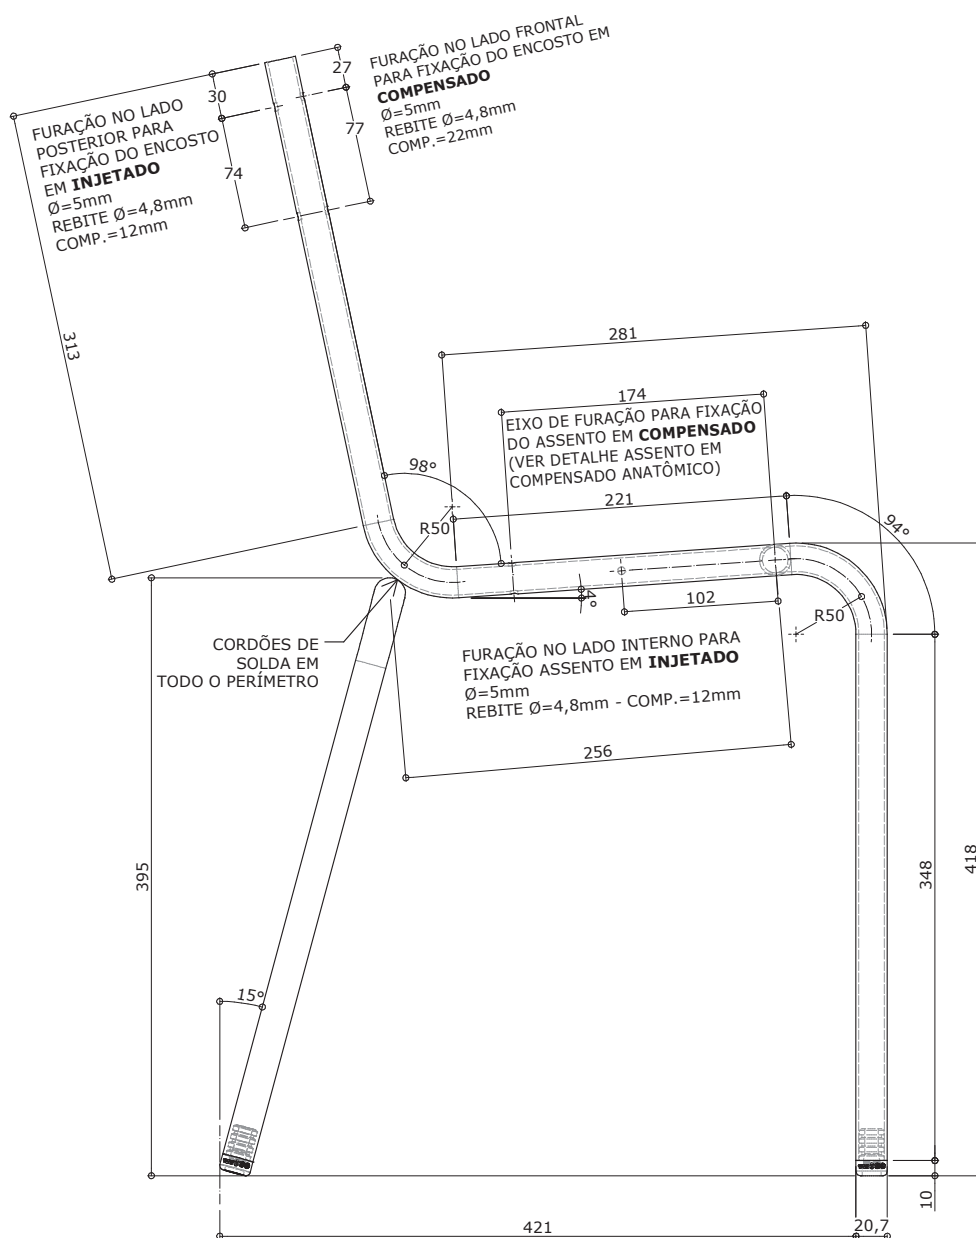 FURAÇÃO NO LADO FRONTAL
PARA FIXAÇÃO DO ENCOSTO EM
COMPENSADO
Ø=5mm
REBITE Ø=4,8mm
COMP.=22mm
27
77
30
74
FURAÇÃO NO LADO
POSTERIOR PARA
FIXAÇÃO DO ENCOSTO
EM INJETADO
Ø=5mm
REBITE Ø=4,8mm
COMP.=12mm
313
281
174
EIXO DE FURAÇÃO PARA FIXAÇÃO
DO ASSENTO EM COMPENSADO
(VER DETALHE ASSENTO EM
COMPENSADO ANATÔMICO)
221
98°
R50
94°
4°
102
R50
CORDÕES DE
SOLDA EM
TODO O PERÍMETRO
FURAÇÃO NO LADO INTERNO PARA
FIXAÇÃO ASSENTO EM INJETADO
Ø=5mm
REBITE Ø=4,8mm - COMP.=12mm
256
395
348
418
15°
10
421
20,7